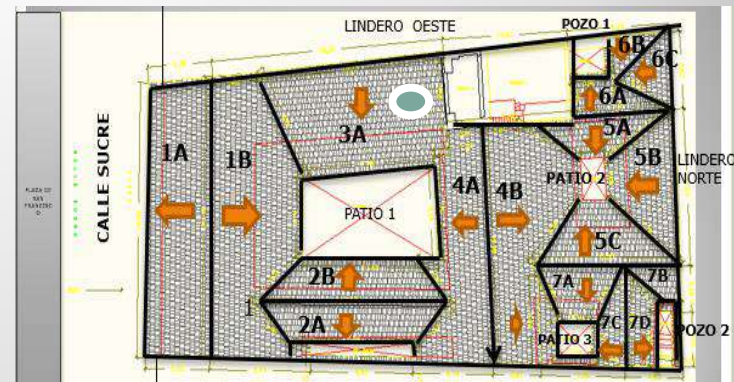 LINDERO OESTE
POZO 1
6B
6C
6A
3A
5A
1A
1B
5B
LINDERO
NORTE
CALLE SUCRE
4A
4B
PATIO 2
PATIO 1
5C
2B
7A
7B
1
2A
7C
7D
POZO 2
PATIO 3